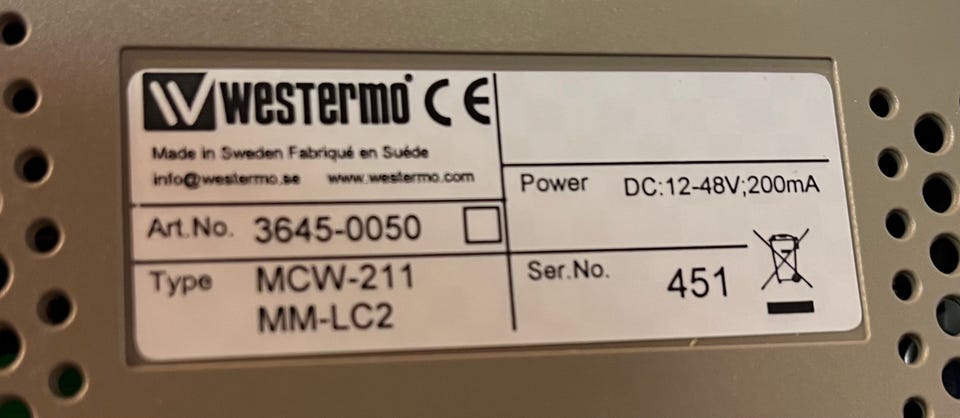 Westermo CE
Made in Sweden Fabriqué en Suéde
info@westermo.se www.westermo.com
Art.No. 3645-0050
Type MCW-211
MM-LC2
Power DC:12-48V;200mA
Ser.No. 451